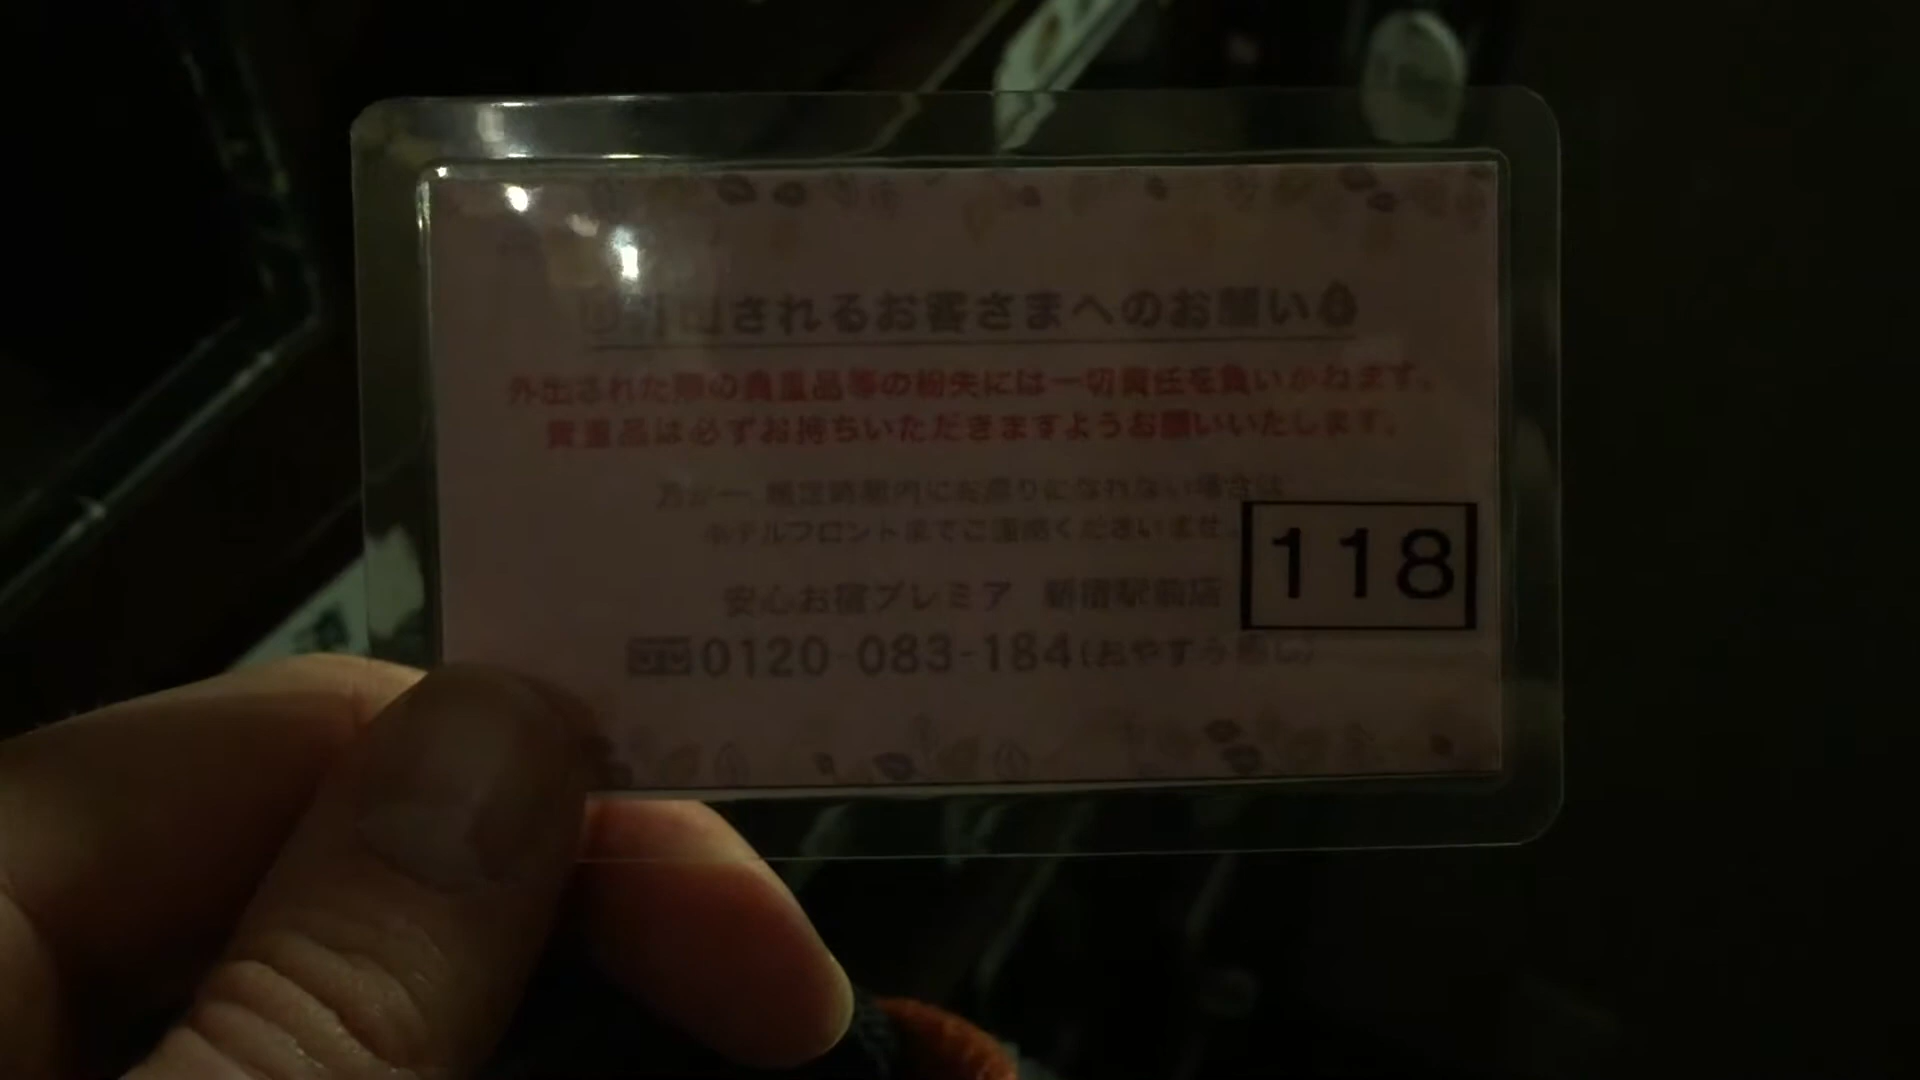 外出されるお客さまへのお願い
外出された際の貴重品等の紛失には一切責任を負いかねます。
貴重品は必ずお持ちいただきますようお願いいたします。
万が一、規定時間内にお戻りになれない場合は
ホテルフロントまでご連絡くださいませ。
118
安心お宿プレミア 新宿駅前店
0120-083-184(おやすう感じ)